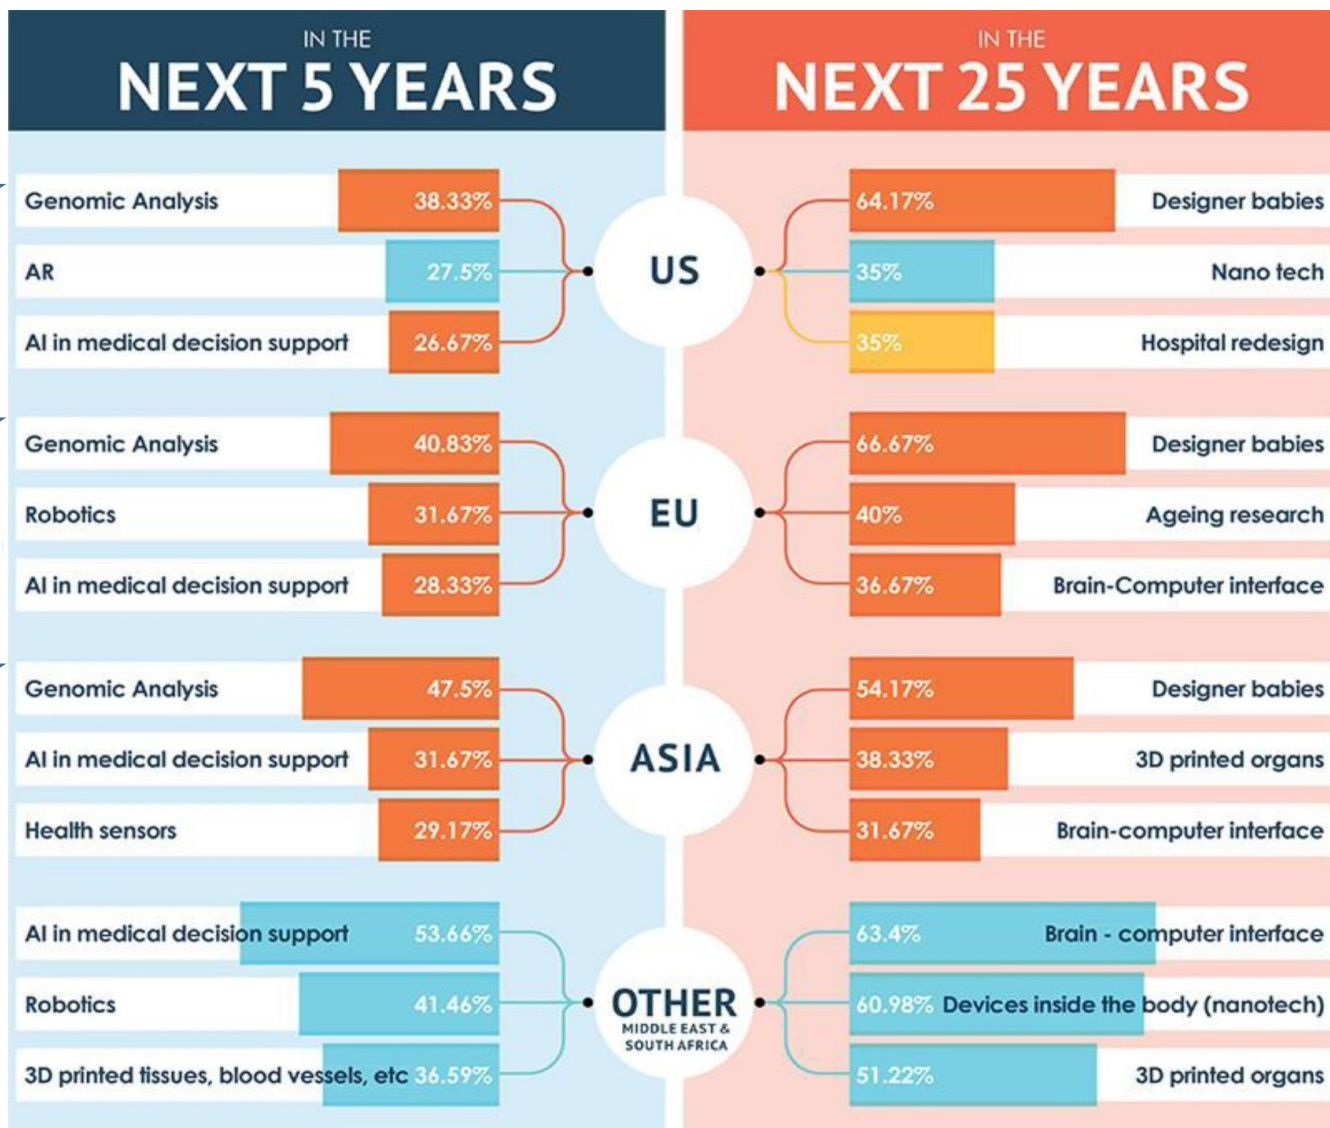 IN THE
NEXT 5 YEARS
IN THE
NEXT 25 YEARS
Genomic Analysis 38.33%
AR 27.5%
AI in medical decision support 26.67%
US
64.17% Designer babies
35% Nano tech
35% Hospital redesign
Genomic Analysis 40.83%
Robotics 31.67%
AI in medical decision support 28.33%
EU
66.67% Designer babies
40% Ageing research
36.67% Brain-Computer interface
Genomic Analysis 47.5%
AI in medical decision support 31.67%
Health sensors 29.17%
ASIA
54.17% Designer babies
38.33% 3D printed organs
31.67% Brain-computer interface
AI in medical decision support 53.66%
Robotics 41.46%
3D printed tissues, blood vessels, etc 36.59%
OTHER
MIDDLE EAST &
SOUTH AFRICA
63.4% Brain - computer interface
60.98% Devices inside the body (nanotech)
51.22% 3D printed organs